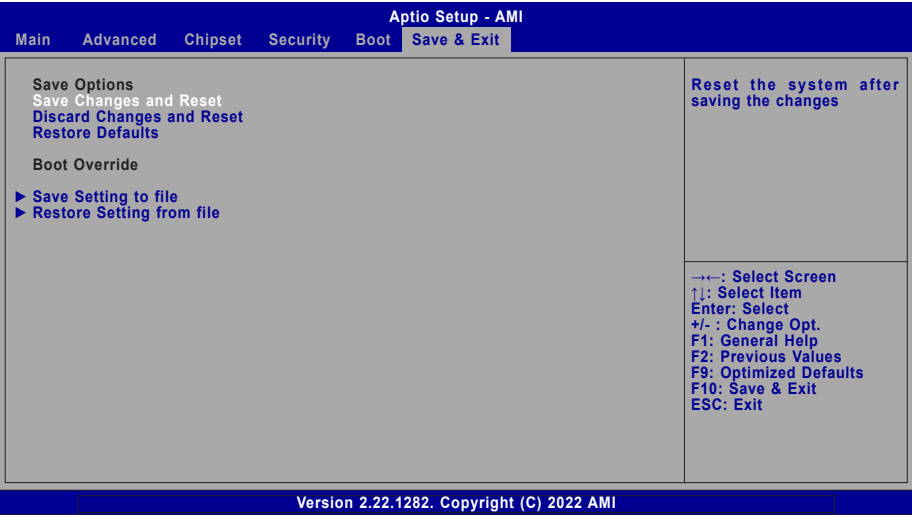 Aptio Setup - AMI
Main Advanced Chipset Security Boot Save & Exit
Save Options
Save Changes and Reset
Discard Changes and Reset
Restore Defaults
Boot Override
► Save Setting to file
► Restore Setting from file
Reset the system after
saving the changes
→←: Select Screen
↑↓: Select Item
Enter: Select
+/- : Change Opt.
F1: General Help
F2: Previous Values
F9: Optimized Defaults
F10: Save & Exit
ESC: Exit
Version 2.22.1282. Copyright (C) 2022 AMI